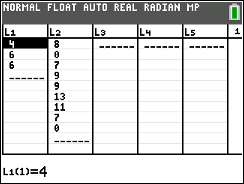 NORMAL FLOAT AUTO REAL RADIAN MP
L1 L2 L3 L4 L5 1
4 8 ------ ------ ------
6 0
6 7
------ 9
9
13
11
7
0
------
L1(1)=4